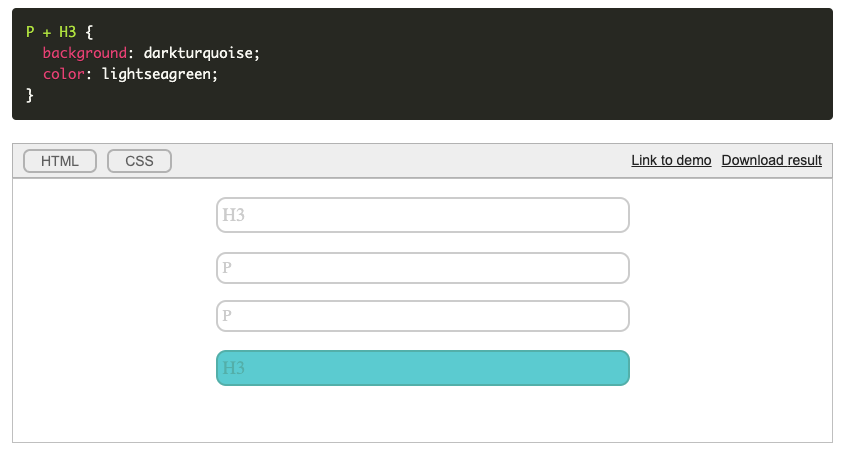 P + H3 {
  background: darkturquoise;
  color: lightseagreen;
}
HTML CSS Link to demo Download result
H3
P
P
H3